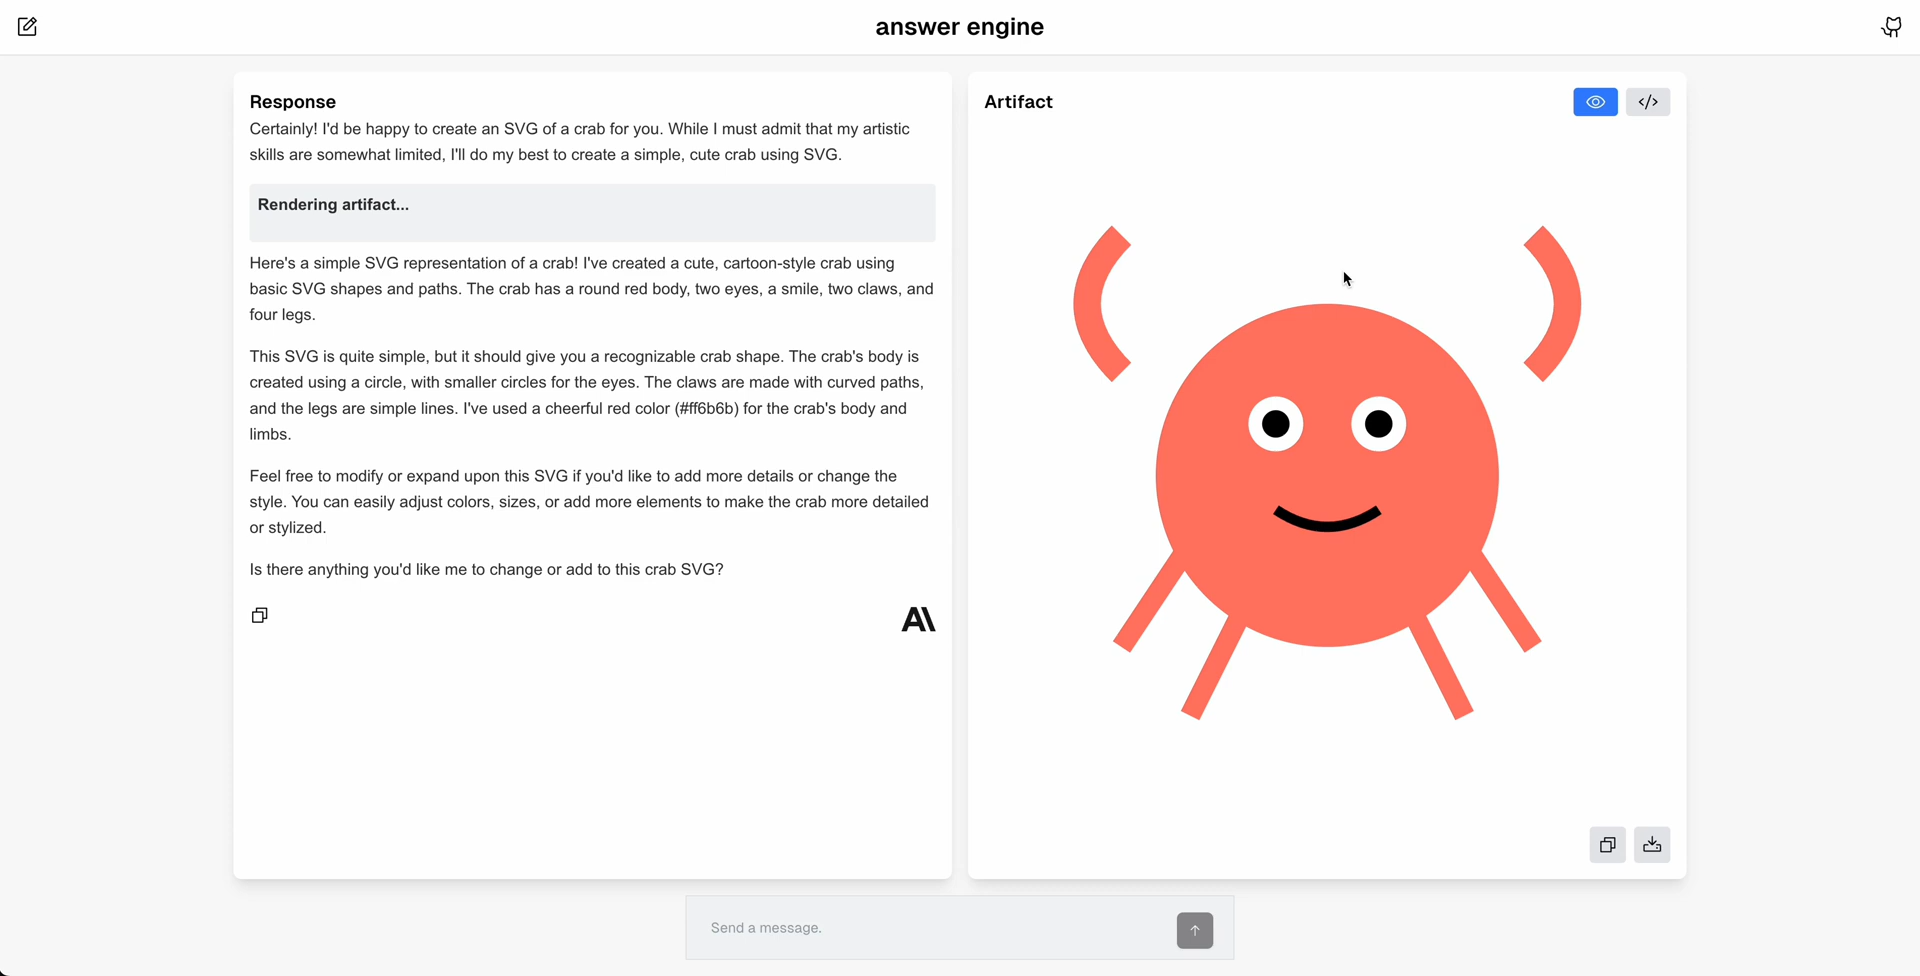 answer engine
Response
Certainly! I'd be happy to create an SVG of a crab for you. While I must admit that my artistic
skills are somewhat limited, I'll do my best to create a simple, cute crab using SVG.
Rendering artifact...
Here's a simple SVG representation of a crab! I've created a cute, cartoon-style crab using
basic SVG shapes and paths. The crab has a round red body, two eyes, a smile, two claws, and
four legs.
This SVG is quite simple, but it should give you a recognizable crab shape. The crab's body is
created using a circle, with smaller circles for the eyes. The claws are made with curved paths,
and the legs are simple lines. I've used a cheerful red color (#ff6b6b) for the crab's body and
limbs.
Feel free to modify or expand upon this SVG if you'd like to add more details or change the
style. You can easily adjust colors, sizes, or add more elements to make the crab more detailed
or stylized.
Is there anything you'd like me to change or add to this crab SVG?
A\
Artifact
</>
Send a message.